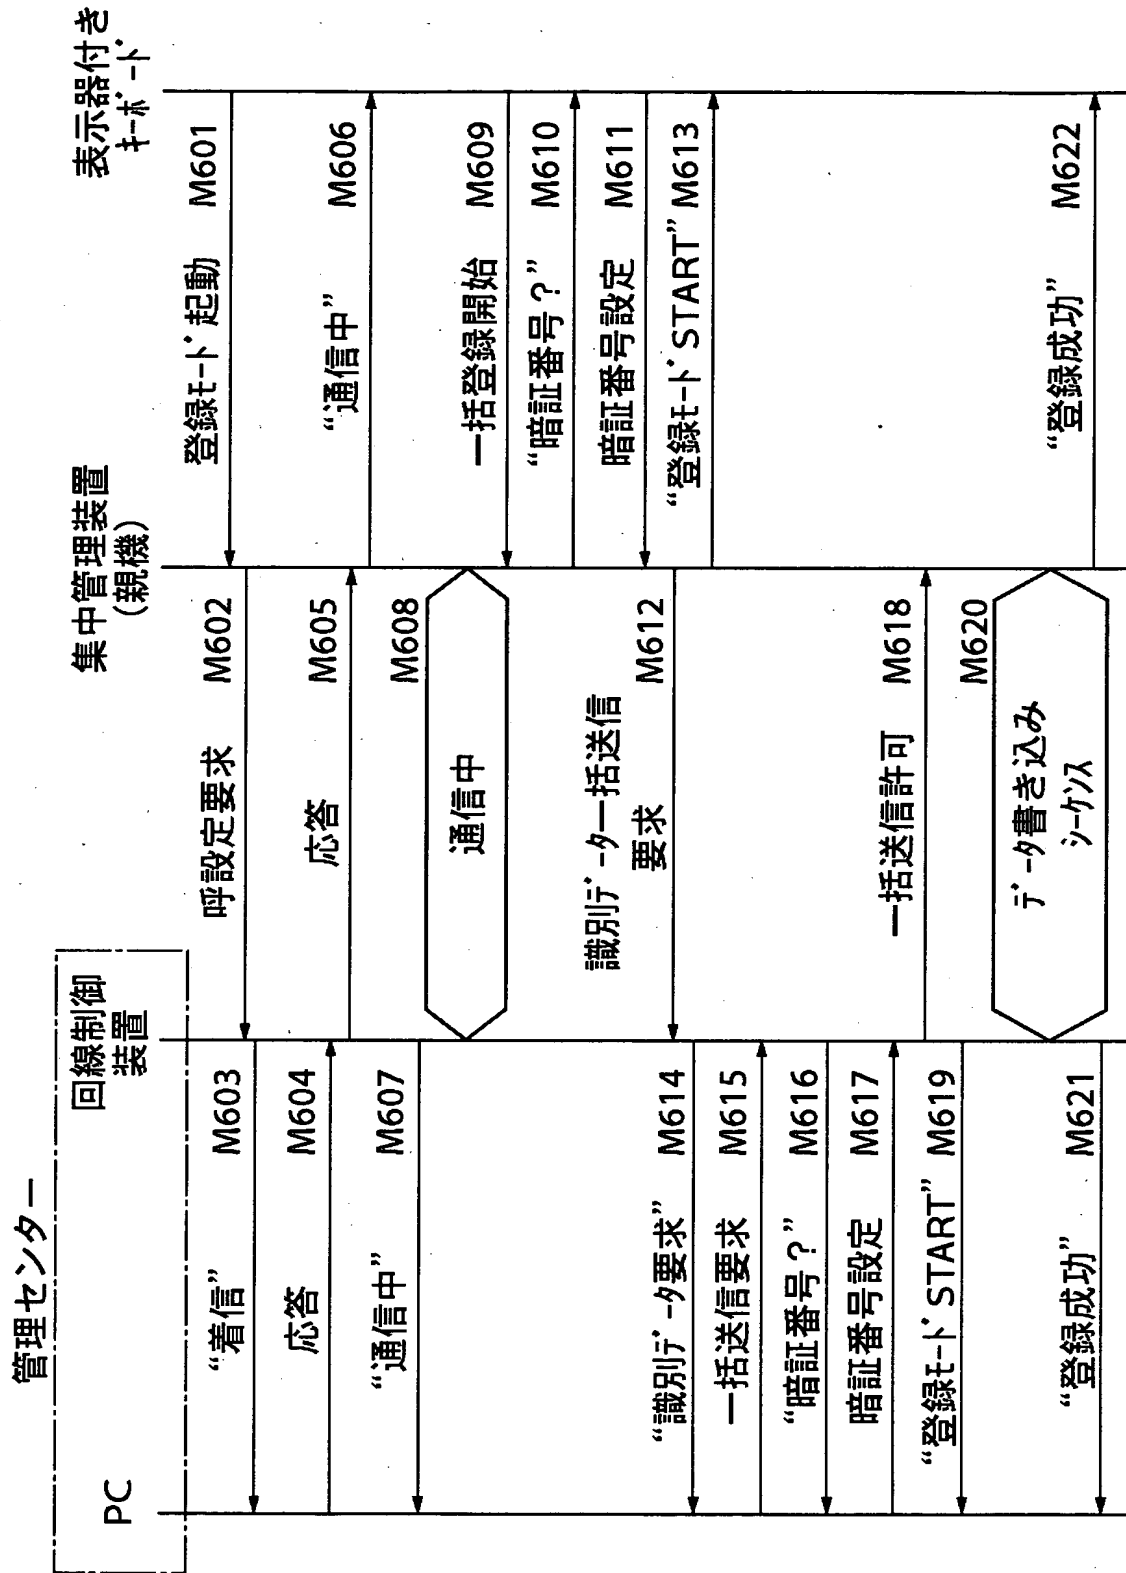 管理センター
PC
回線制御
装置
集中管理装置
(親機)
表示器付き
キーボード
登録モード起動 M601
呼設定要求 M602
“着信” M603
応答 M604
応答 M605
“通信中” M606
“通信中” M607
M608
通信中
一括登録開始 M609
“暗証番号?” M610
暗証番号設定 M611
識別データ一括送信
要求 M612
“登録モードSTART” M613
“識別データ要求” M614
一括送信要求 M615
“暗証番号?” M616
暗証番号設定 M617
一括送信許可 M618
“登録モードSTART” M619
M620
データ書き込み
シーケンス
“登録成功” M621
“登録成功” M622